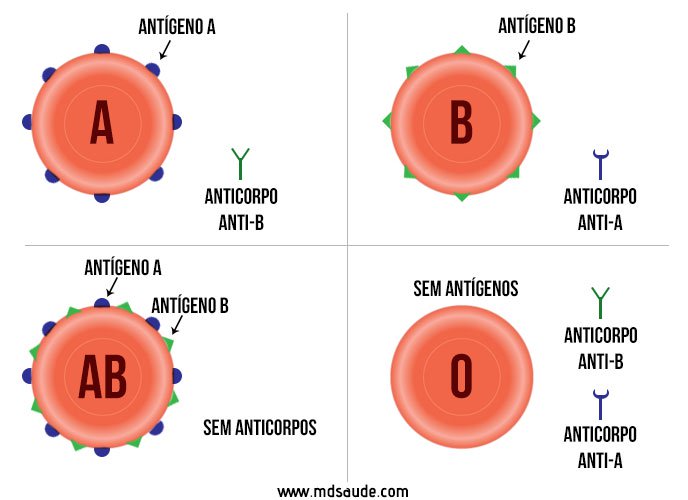 ANTÍGENO A
A
ANTICORPO
ANTI-B
ANTÍGENO B
B
ANTICORPO
ANTI-A
ANTÍGENO A
ANTÍGENO B
AB
SEM ANTICORPOS
SEM ANTÍGENOS
O
ANTICORPO
ANTI-B
ANTICORPO
ANTI-A
www.mdsaude.com